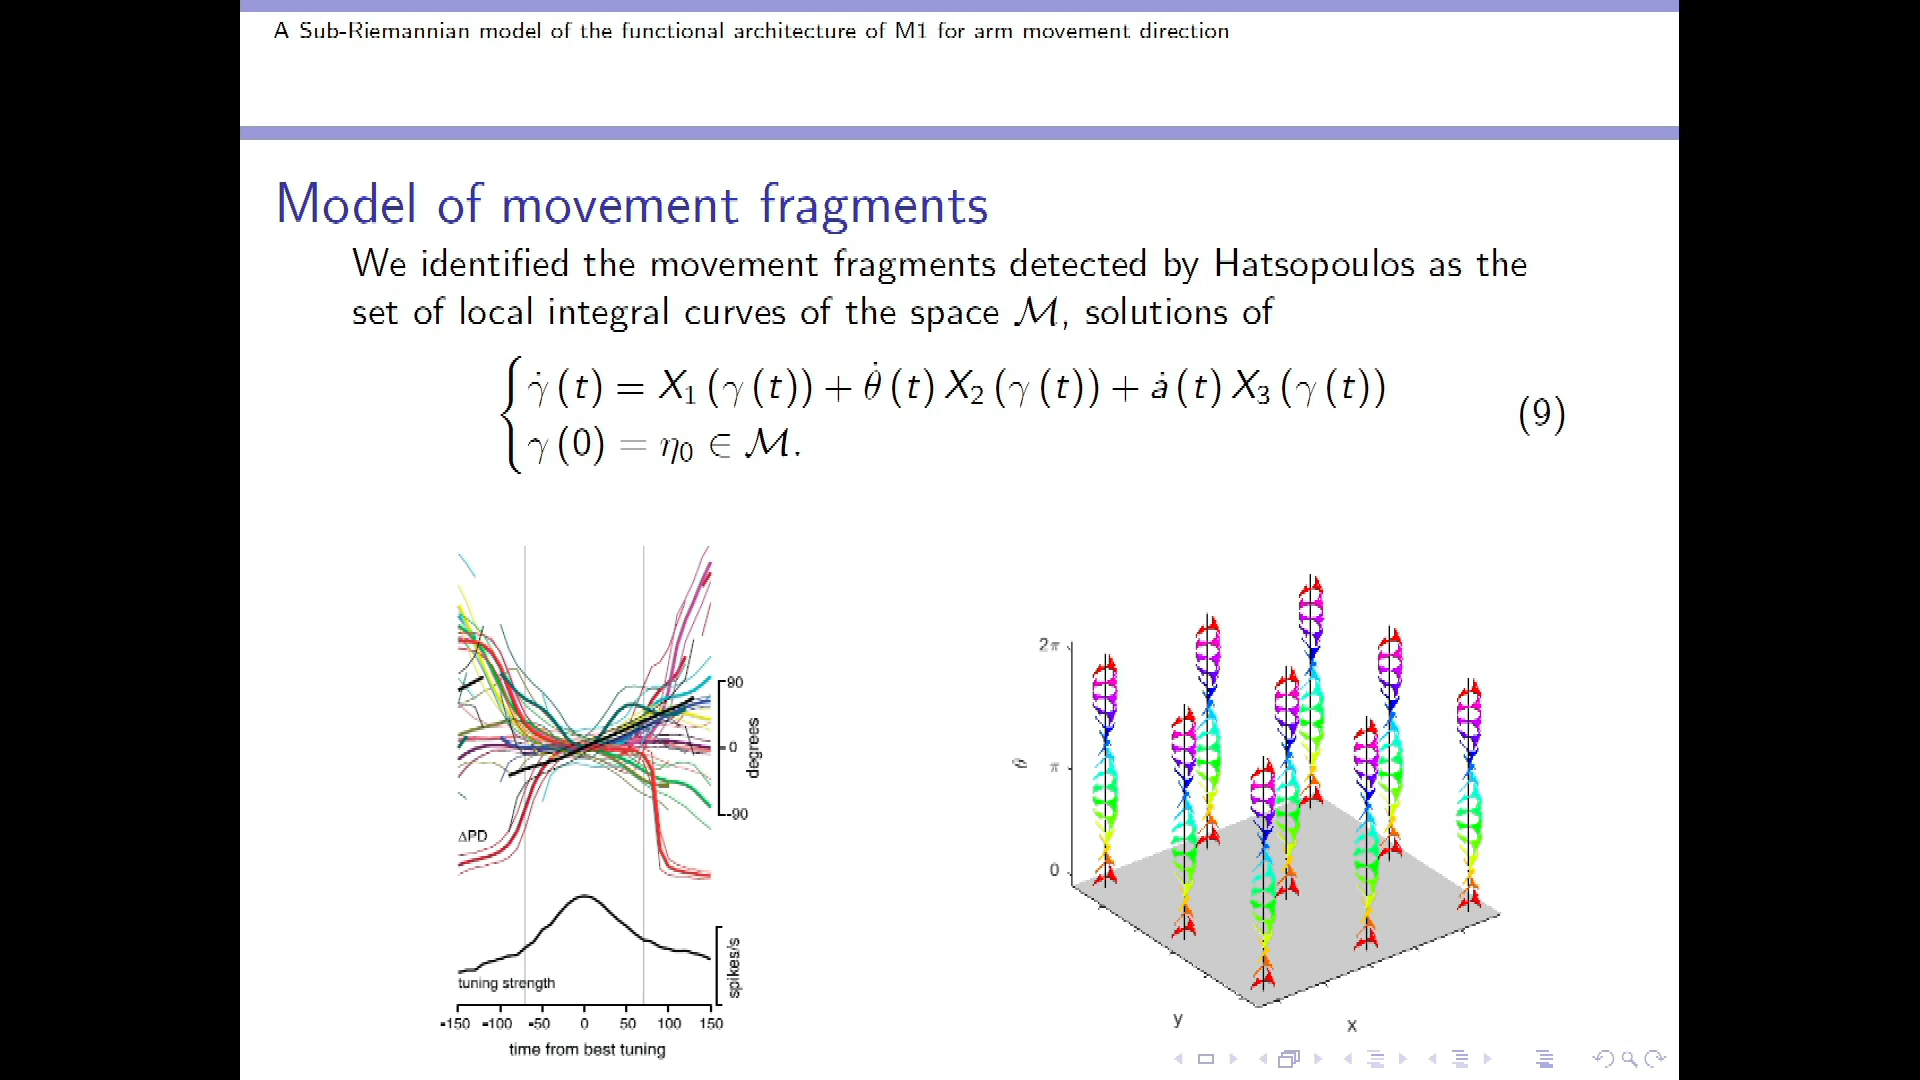 A Sub-Riemannian model of the functional architecture of M1 for arm movement direction
Model of movement fragments
We identified the movement fragments detected by Hatsopoulos as the
set of local integral curves of the space ℳ, solutions of
γ̇ (t) = X₁ (γ (t)) + θ̇ (t) X₂ (γ (t)) + ȧ (t) X₃ (γ (t))
γ (0) = η₀ ∈ ℳ.
(9)
90
0
-90
degrees
ΔPD
tuning strength
spikes/s
-150 -100 -50 0 50 100 150
time from best tuning
2π
π
0
θ
y
x